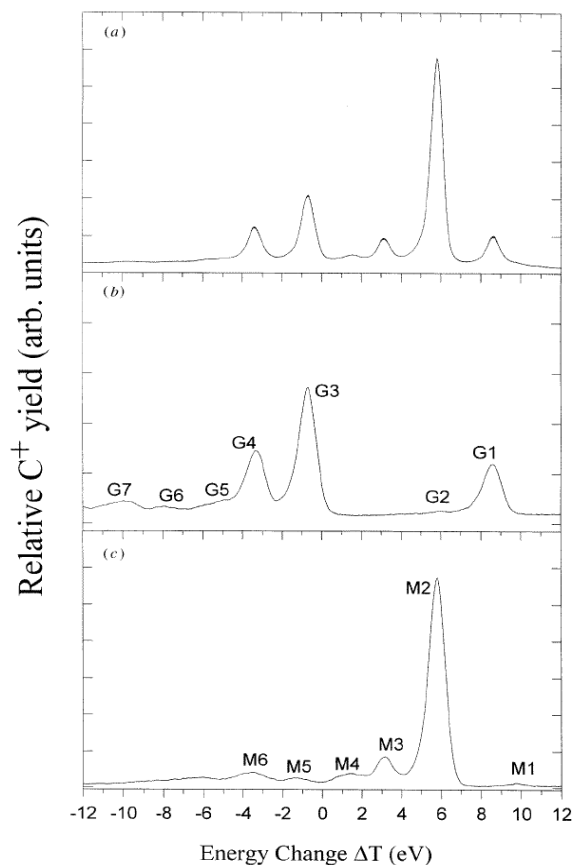 (a)
Relative C⁺ yield (arb. units)
(b)
G7 G6 G5 G4 G3 G2 G1
(c)
M6 M5 M4 M3 M2 M1
-12 -10 -8 -6 -4 -2 0 2 4 6 8 10 12
Energy Change ΔT (eV)